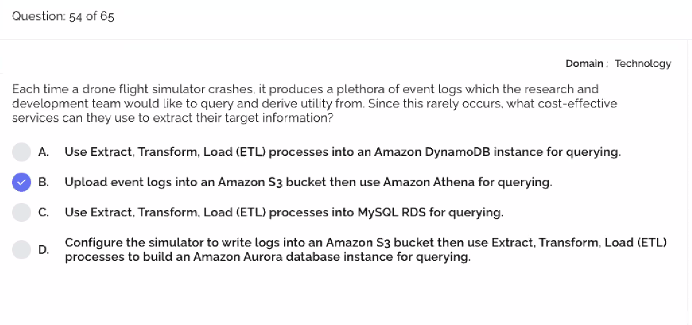 Question: 54 of 65
Domain : Technology
Each time a drone flight simulator crashes, it produces a plethora of event logs which the research and
development team would like to query and derive utility from. Since this rarely occurs, what cost-effective
services can they use to extract their target information?
A. Use Extract, Transform, Load (ETL) processes into an Amazon DynamoDB instance for querying.
B. Upload event logs into an Amazon S3 bucket then use Amazon Athena for querying.
C. Use Extract, Transform, Load (ETL) processes into MySQL RDS for querying.
D. Configure the simulator to write logs into an Amazon S3 bucket then use Extract, Transform, Load (ETL)
processes to build an Amazon Aurora database instance for querying.